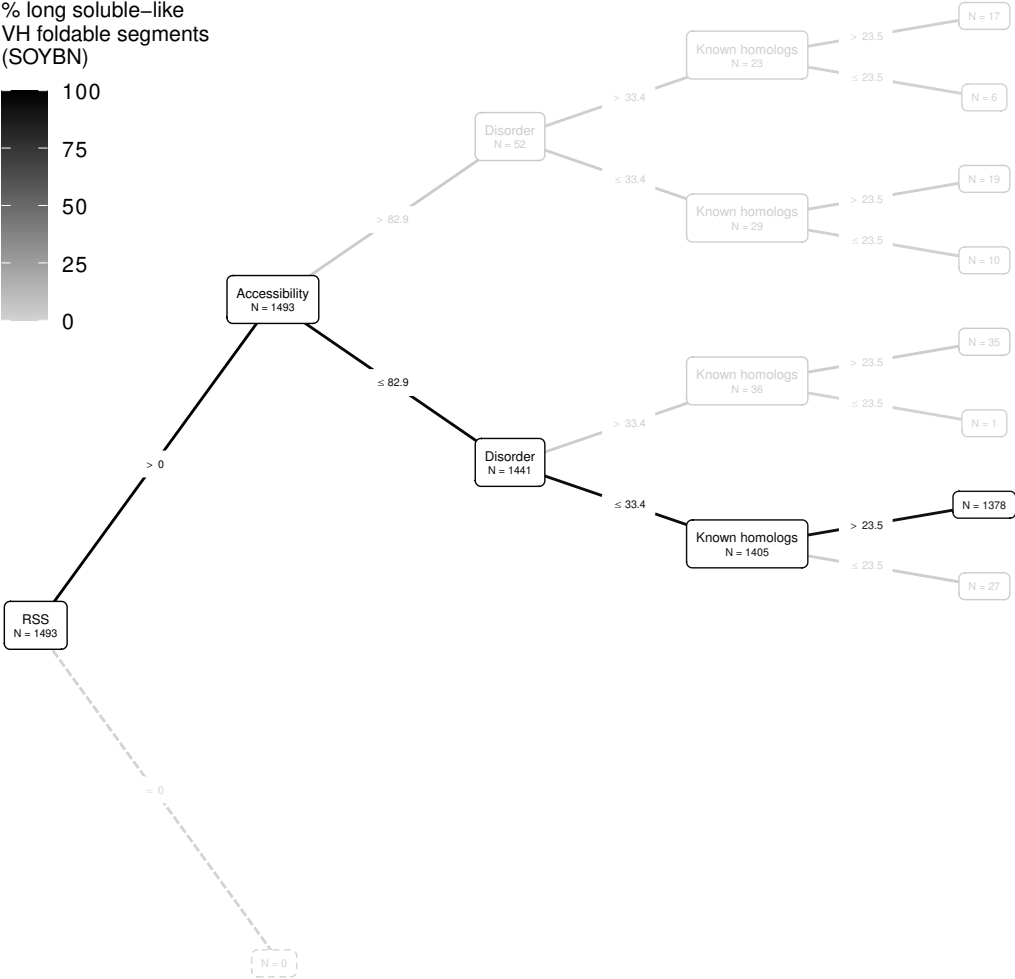 % long soluble−like
VH foldable segments
(SOYBN)
100
75
50
25
0
RSS
N = 1493
> 0
= 0
N = 0
Accessibility
N = 1493
> 82.9
≤ 82.9
Disorder
N = 52
> 33.4
≤ 33.4
Disorder
N = 1441
> 33.4
≤ 33.4
Known homologs
N = 23
> 23.5
≤ 23.5
N = 17
N = 6
Known homologs
N = 29
> 23.5
≤ 23.5
N = 19
N = 10
Known homologs
N = 36
> 23.5
≤ 23.5
N = 35
N = 1
Known homologs
N = 1405
> 23.5
≤ 23.5
N = 1378
N = 27